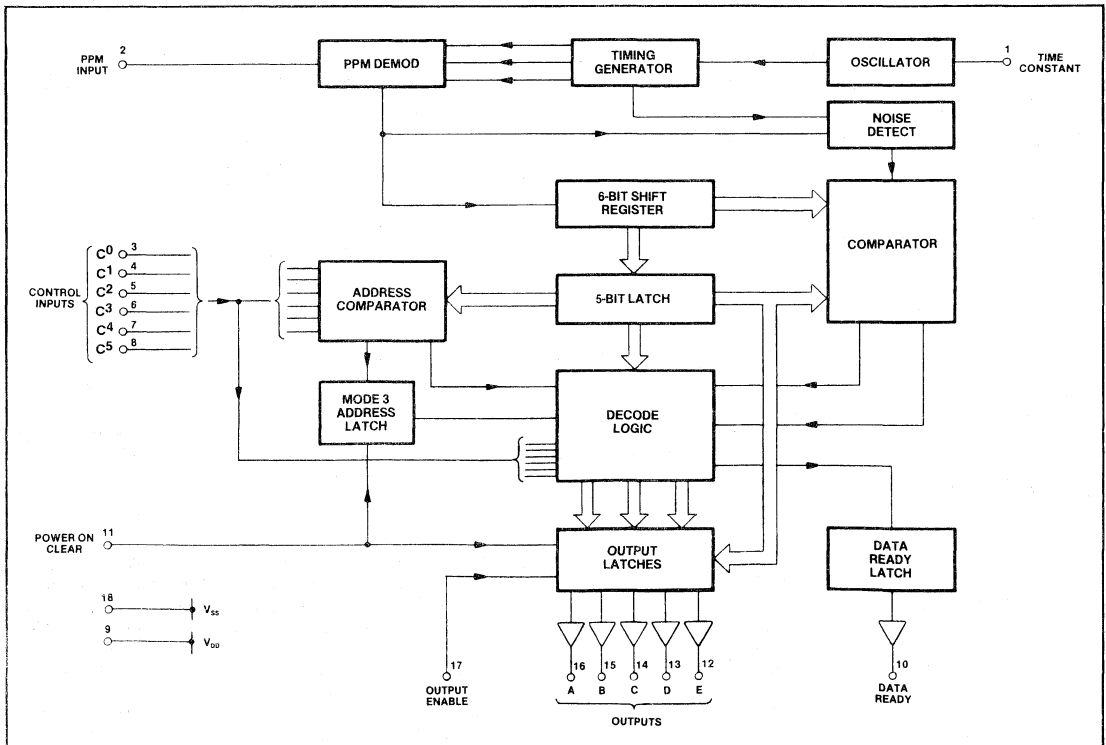 2
PPM
INPUT
PPM DEMOD
TIMING
GENERATOR
OSCILLATOR
1
TIME
CONSTANT
NOISE
DETECT
6-BIT SHIFT
REGISTER
COMPARATOR
CONTROL
INPUTS
C0 3
C1 4
C2 5
C3 6
C4 7
C5 8
ADDRESS
COMPARATOR
5-BIT LATCH
MODE 3
ADDRESS
LATCH
DECODE
LOGIC
POWER ON
CLEAR
11
OUTPUT
LATCHES
DATA
READY
LATCH
18
VSS
9
VDD
17
OUTPUT
ENABLE
16 15 14 13 12
A B C D E
OUTPUTS
10
DATA
READY